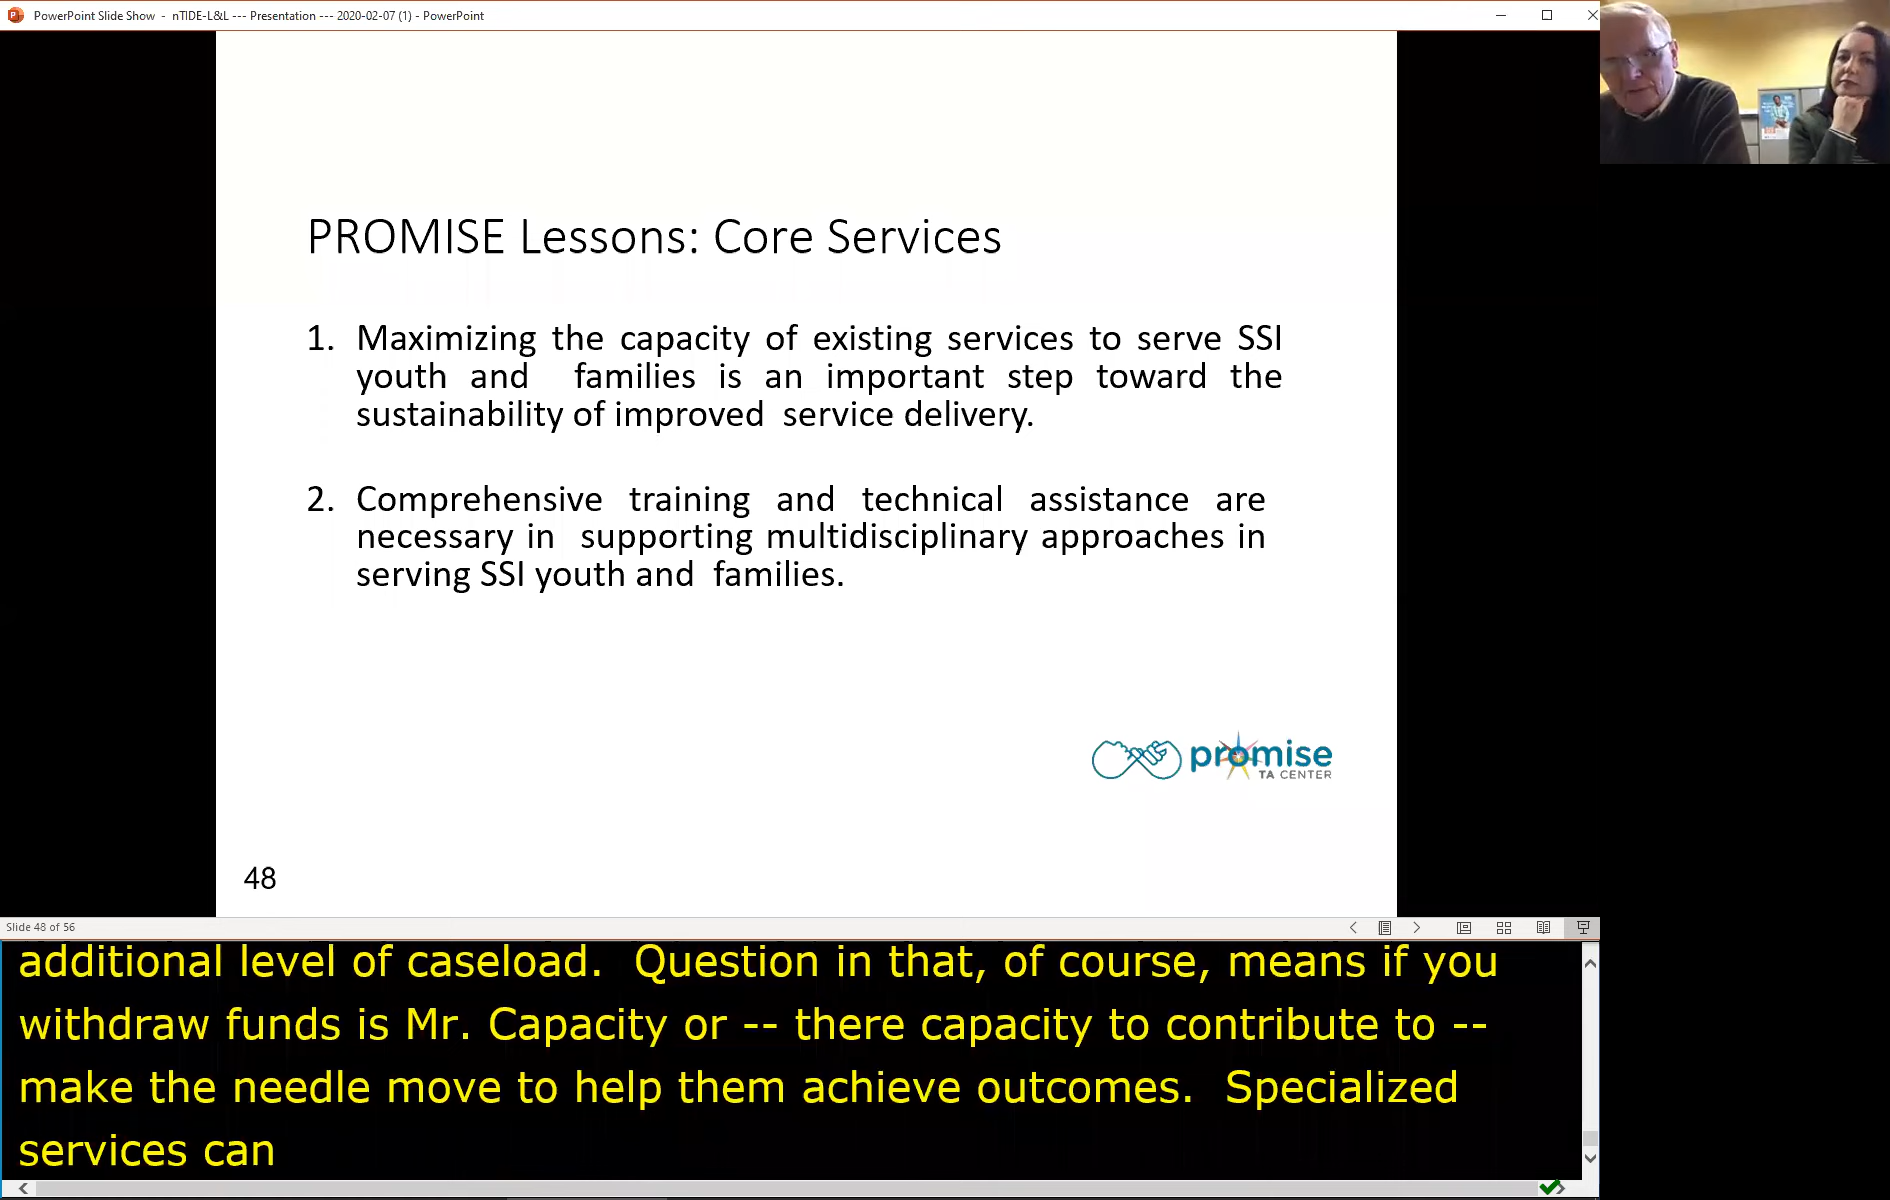 PowerPoint Slide Show - nTIDE-L&L --- Presentation --- 2020-02-07 (1) - PowerPoint
PROMISE Lessons: Core Services
1. Maximizing the capacity of existing services to serve SSI
youth and families is an important step toward the
sustainability of improved service delivery.
2. Comprehensive training and technical assistance are
necessary in supporting multidisciplinary approaches in
serving SSI youth and families.
promise
TA CENTER
48
Slide 48 of 56
additional level of caseload. Question in that, of course, means if you
withdraw funds is Mr. Capacity or -- there capacity to contribute to --
make the needle move to help them achieve outcomes. Specialized
services can